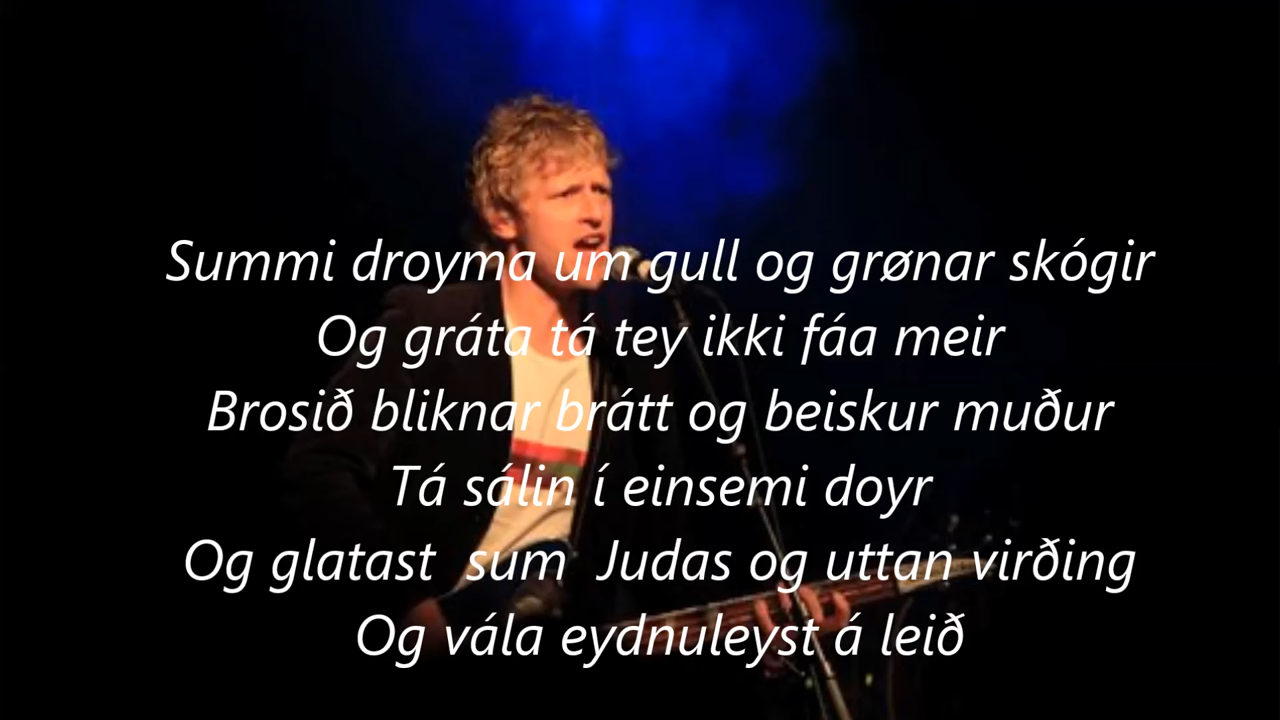 Summi droyma um gull og grønar skógir
Og gráta tá tey ikki fáa meir
Brosið bliknar brátt og beiskur muður
Tá sálin í einsemi doyr
Og glatast sum Judas og uttan virðing
Og vála eydnuleyst á leið